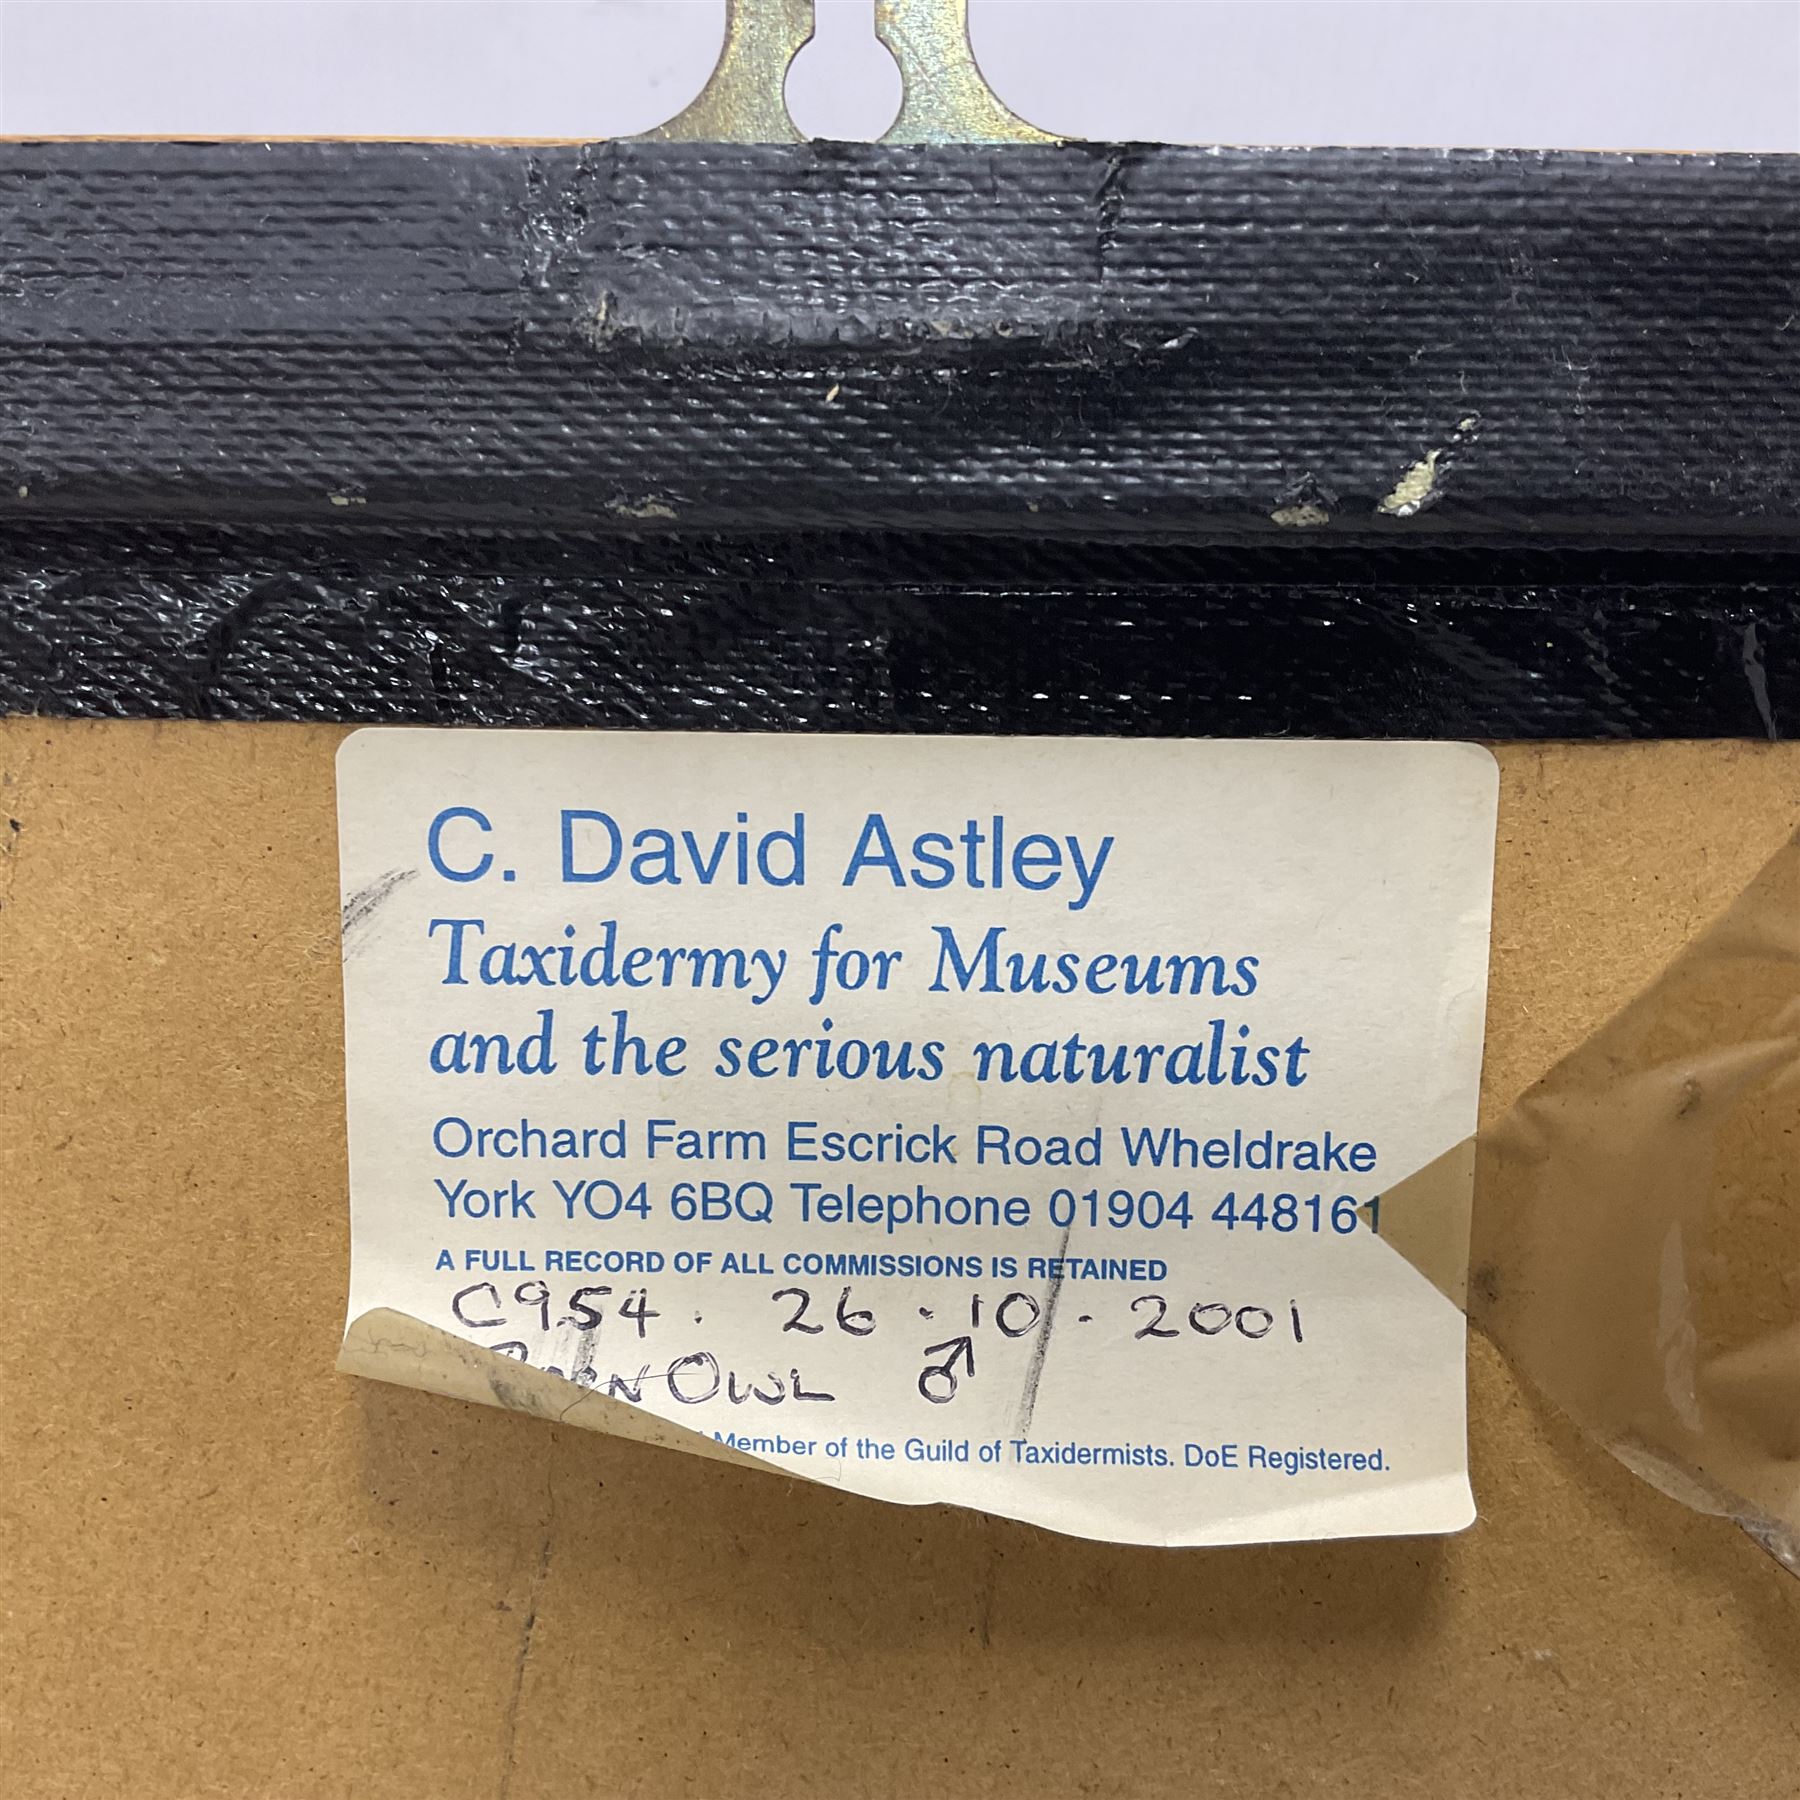 C. David Astley
Taxidermy for Museums
and the serious naturalist
Orchard Farm Escrick Road Wheldrake
York YO4 6BQ Telephone 01904 448161
A FULL RECORD OF ALL COMMISSIONS IS RETAINED
C954. 26.10.2001
OWL ♂
Member of the Guild of Taxidermists. DoE Registered.